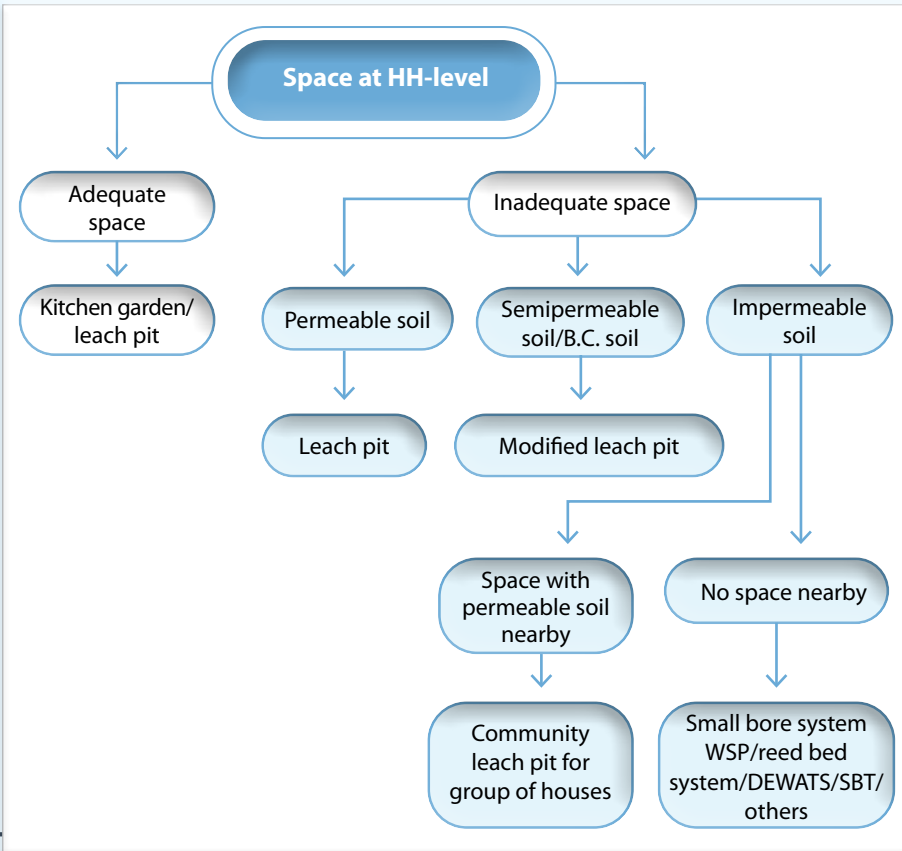 Space at HH-level
Adequate
space
Inadequate space
Kitchen garden/
leach pit
Permeable soil
Semipermeable
soil/B.C. soil
Impermeable
soil
Leach pit
Modified leach pit
Space with
permeable soil
nearby
No space nearby
Community
leach pit for
group of houses
Small bore system
WSP/reed bed
system/DEWATS/SBT/
others